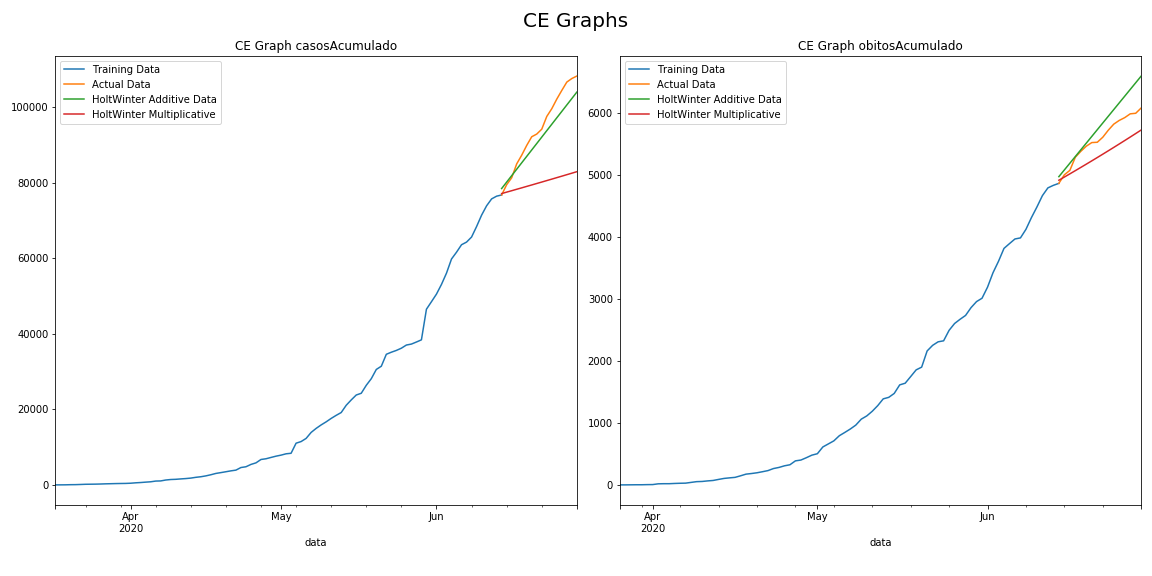 CE Graphs
CE Graph casosAcumulado
Training Data
Actual Data
HoltWinter Additive Data
HoltWinter Multiplicative
100000
80000
60000
40000
20000
0
Apr
2020
May
Jun
data
CE Graph obitosAcumulado
Training Data
Actual Data
HoltWinter Additive Data
HoltWinter Multiplicative
6000
5000
4000
3000
2000
1000
0
Apr
2020
May
Jun
data